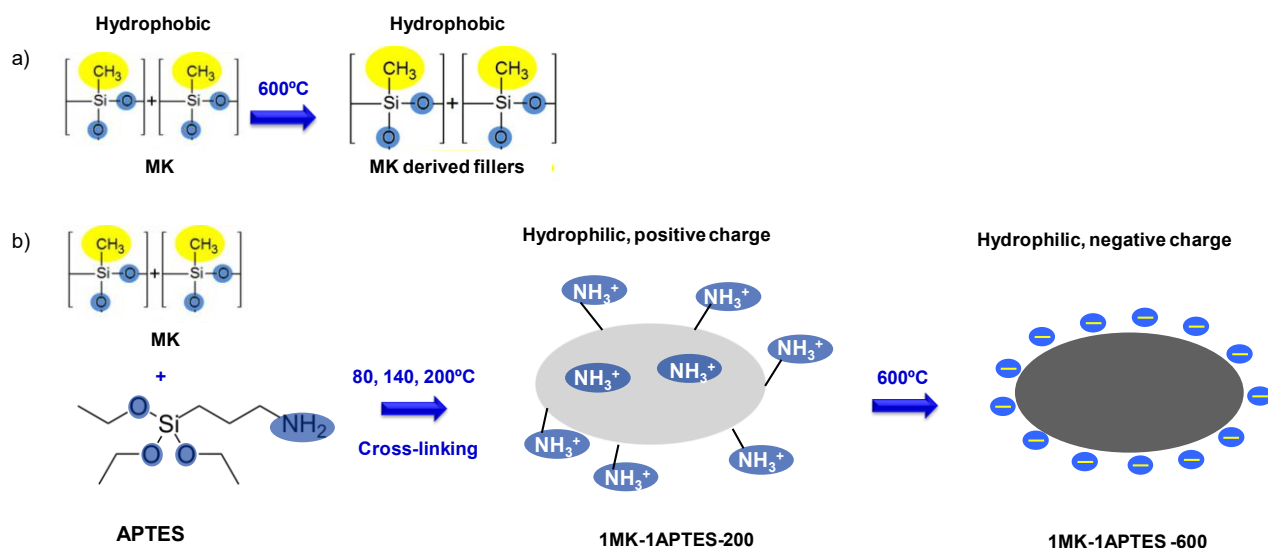 Hydrophobic
Hydrophobic
a)
CH3
CH3
600ºC
CH3
CH3
Si
O
+
Si
O
Si
O
+
Si
O
O
O
O
O
MK
MK derived fillers
b)
Hydrophilic, positive charge
Hydrophilic, negative charge
CH3
CH3
Si
O
+
Si
O
O
O
MK
+
80, 140, 200ºC
Cross-linking
600ºC
O
Si
NH2
O
O
NH3+
NH3+
NH3+
NH3+
NH3+
NH3+
NH3+
NH3+
−
−
−
−
−
−
−
−
−
−
−
−
−
−
APTES
1MK-1APTES-200
1MK-1APTES -600